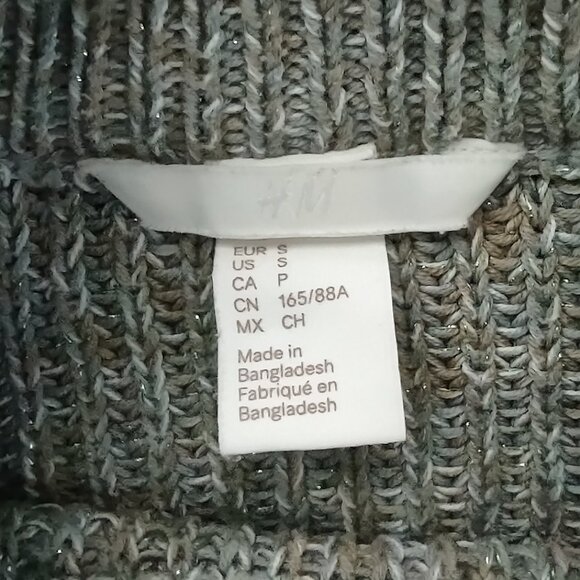 H&M
EUR S
US S
CA P
CN 165/88A
MX CH
Made in
Bangladesh
Fabriqué en
Bangladesh